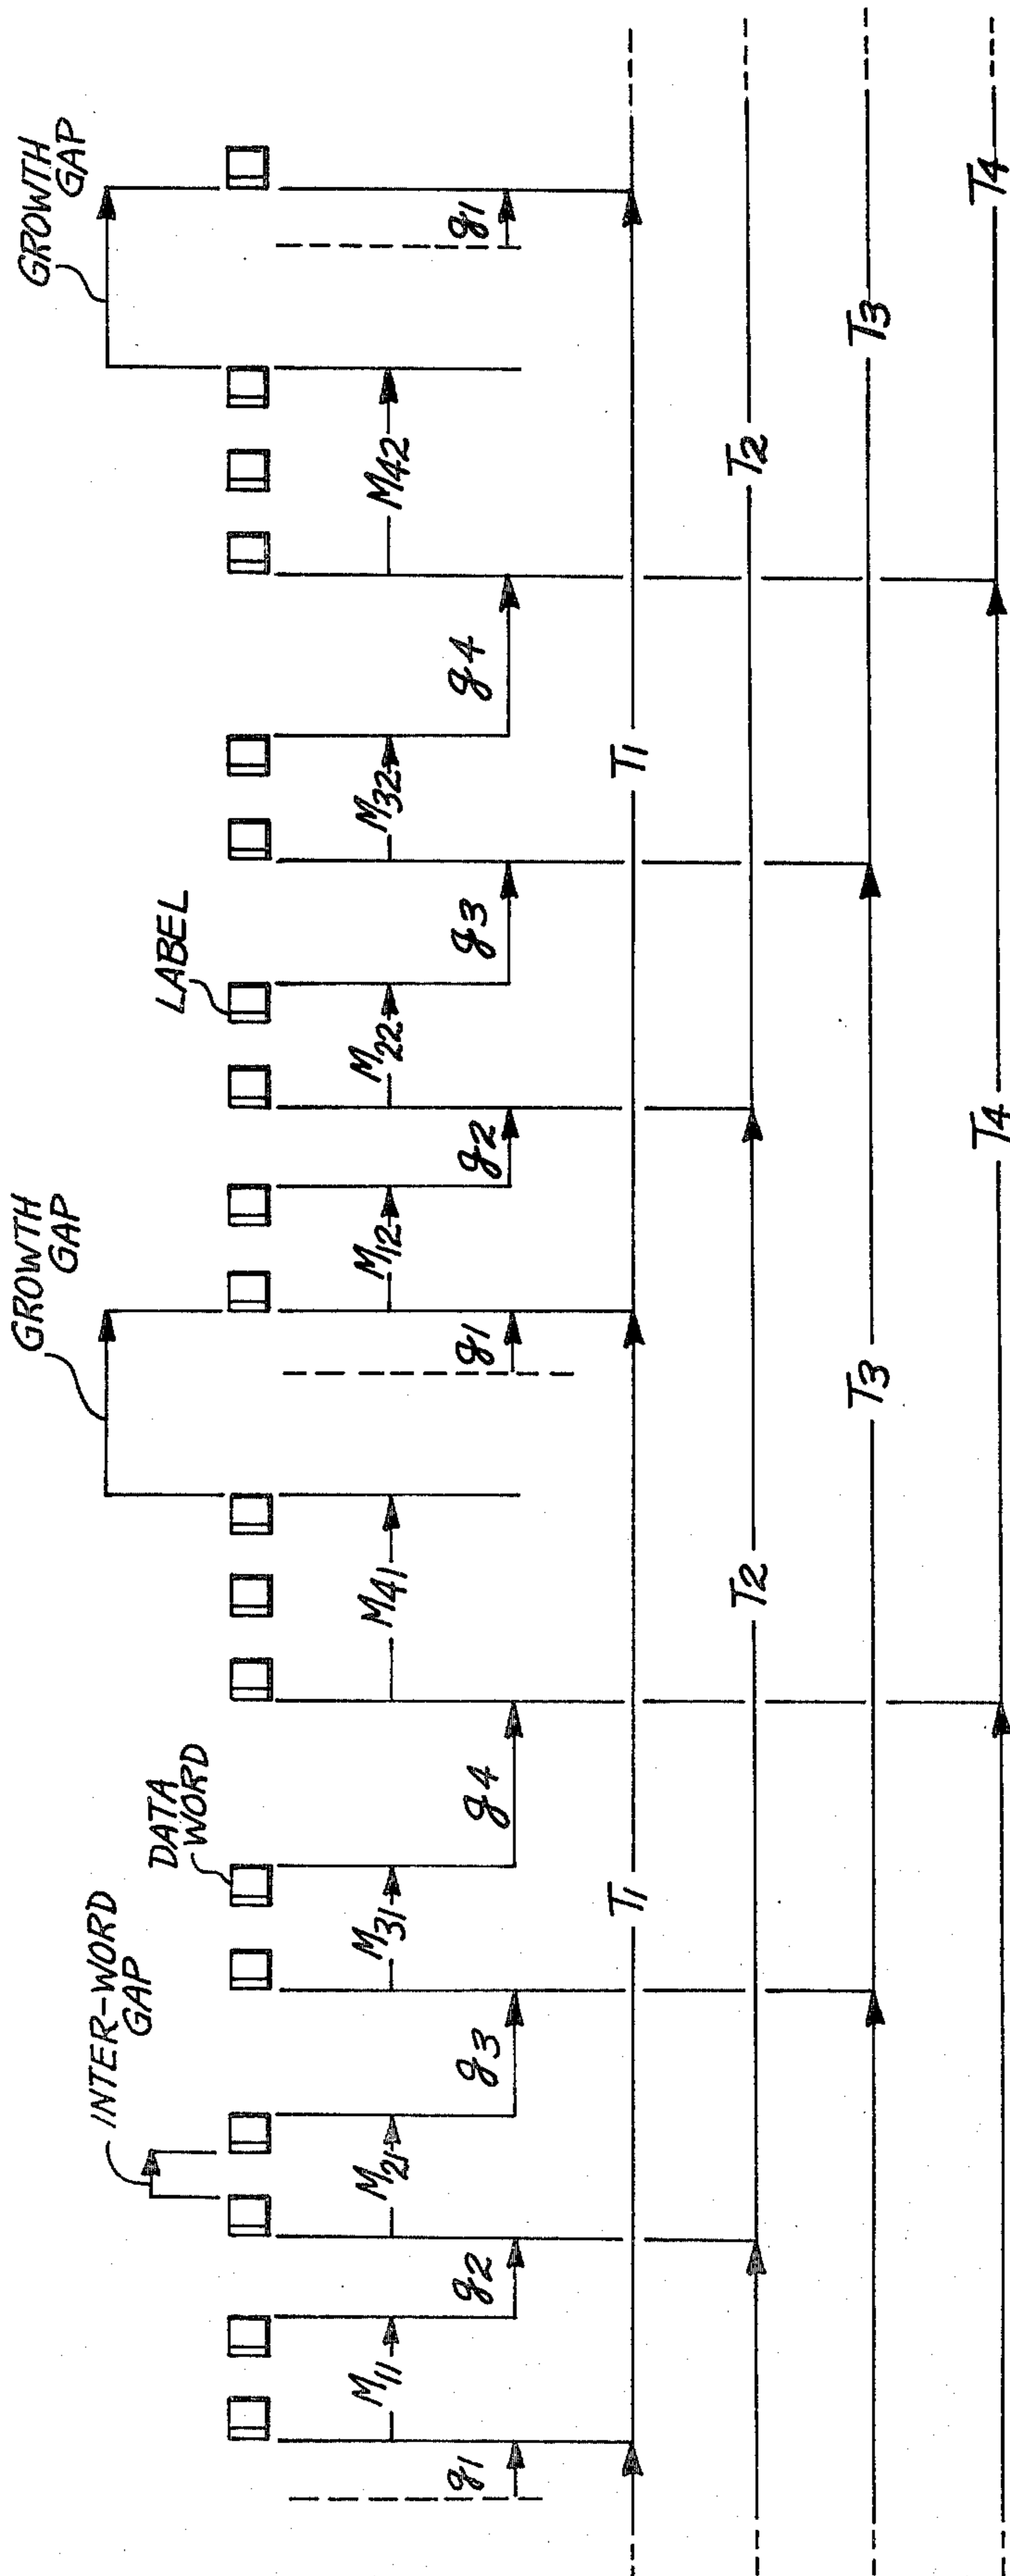 GROWTH
GAP
GROWTH
GAP
INTER-WORD
GAP
DATA
WORD
LABEL
M11
M21
M31
M41
M12
M22
M32
M42
g1
g2
g3
g4
g1
g2
g3
g4
g1
T1
T1
T2
T2
T3
T3
T4
T4